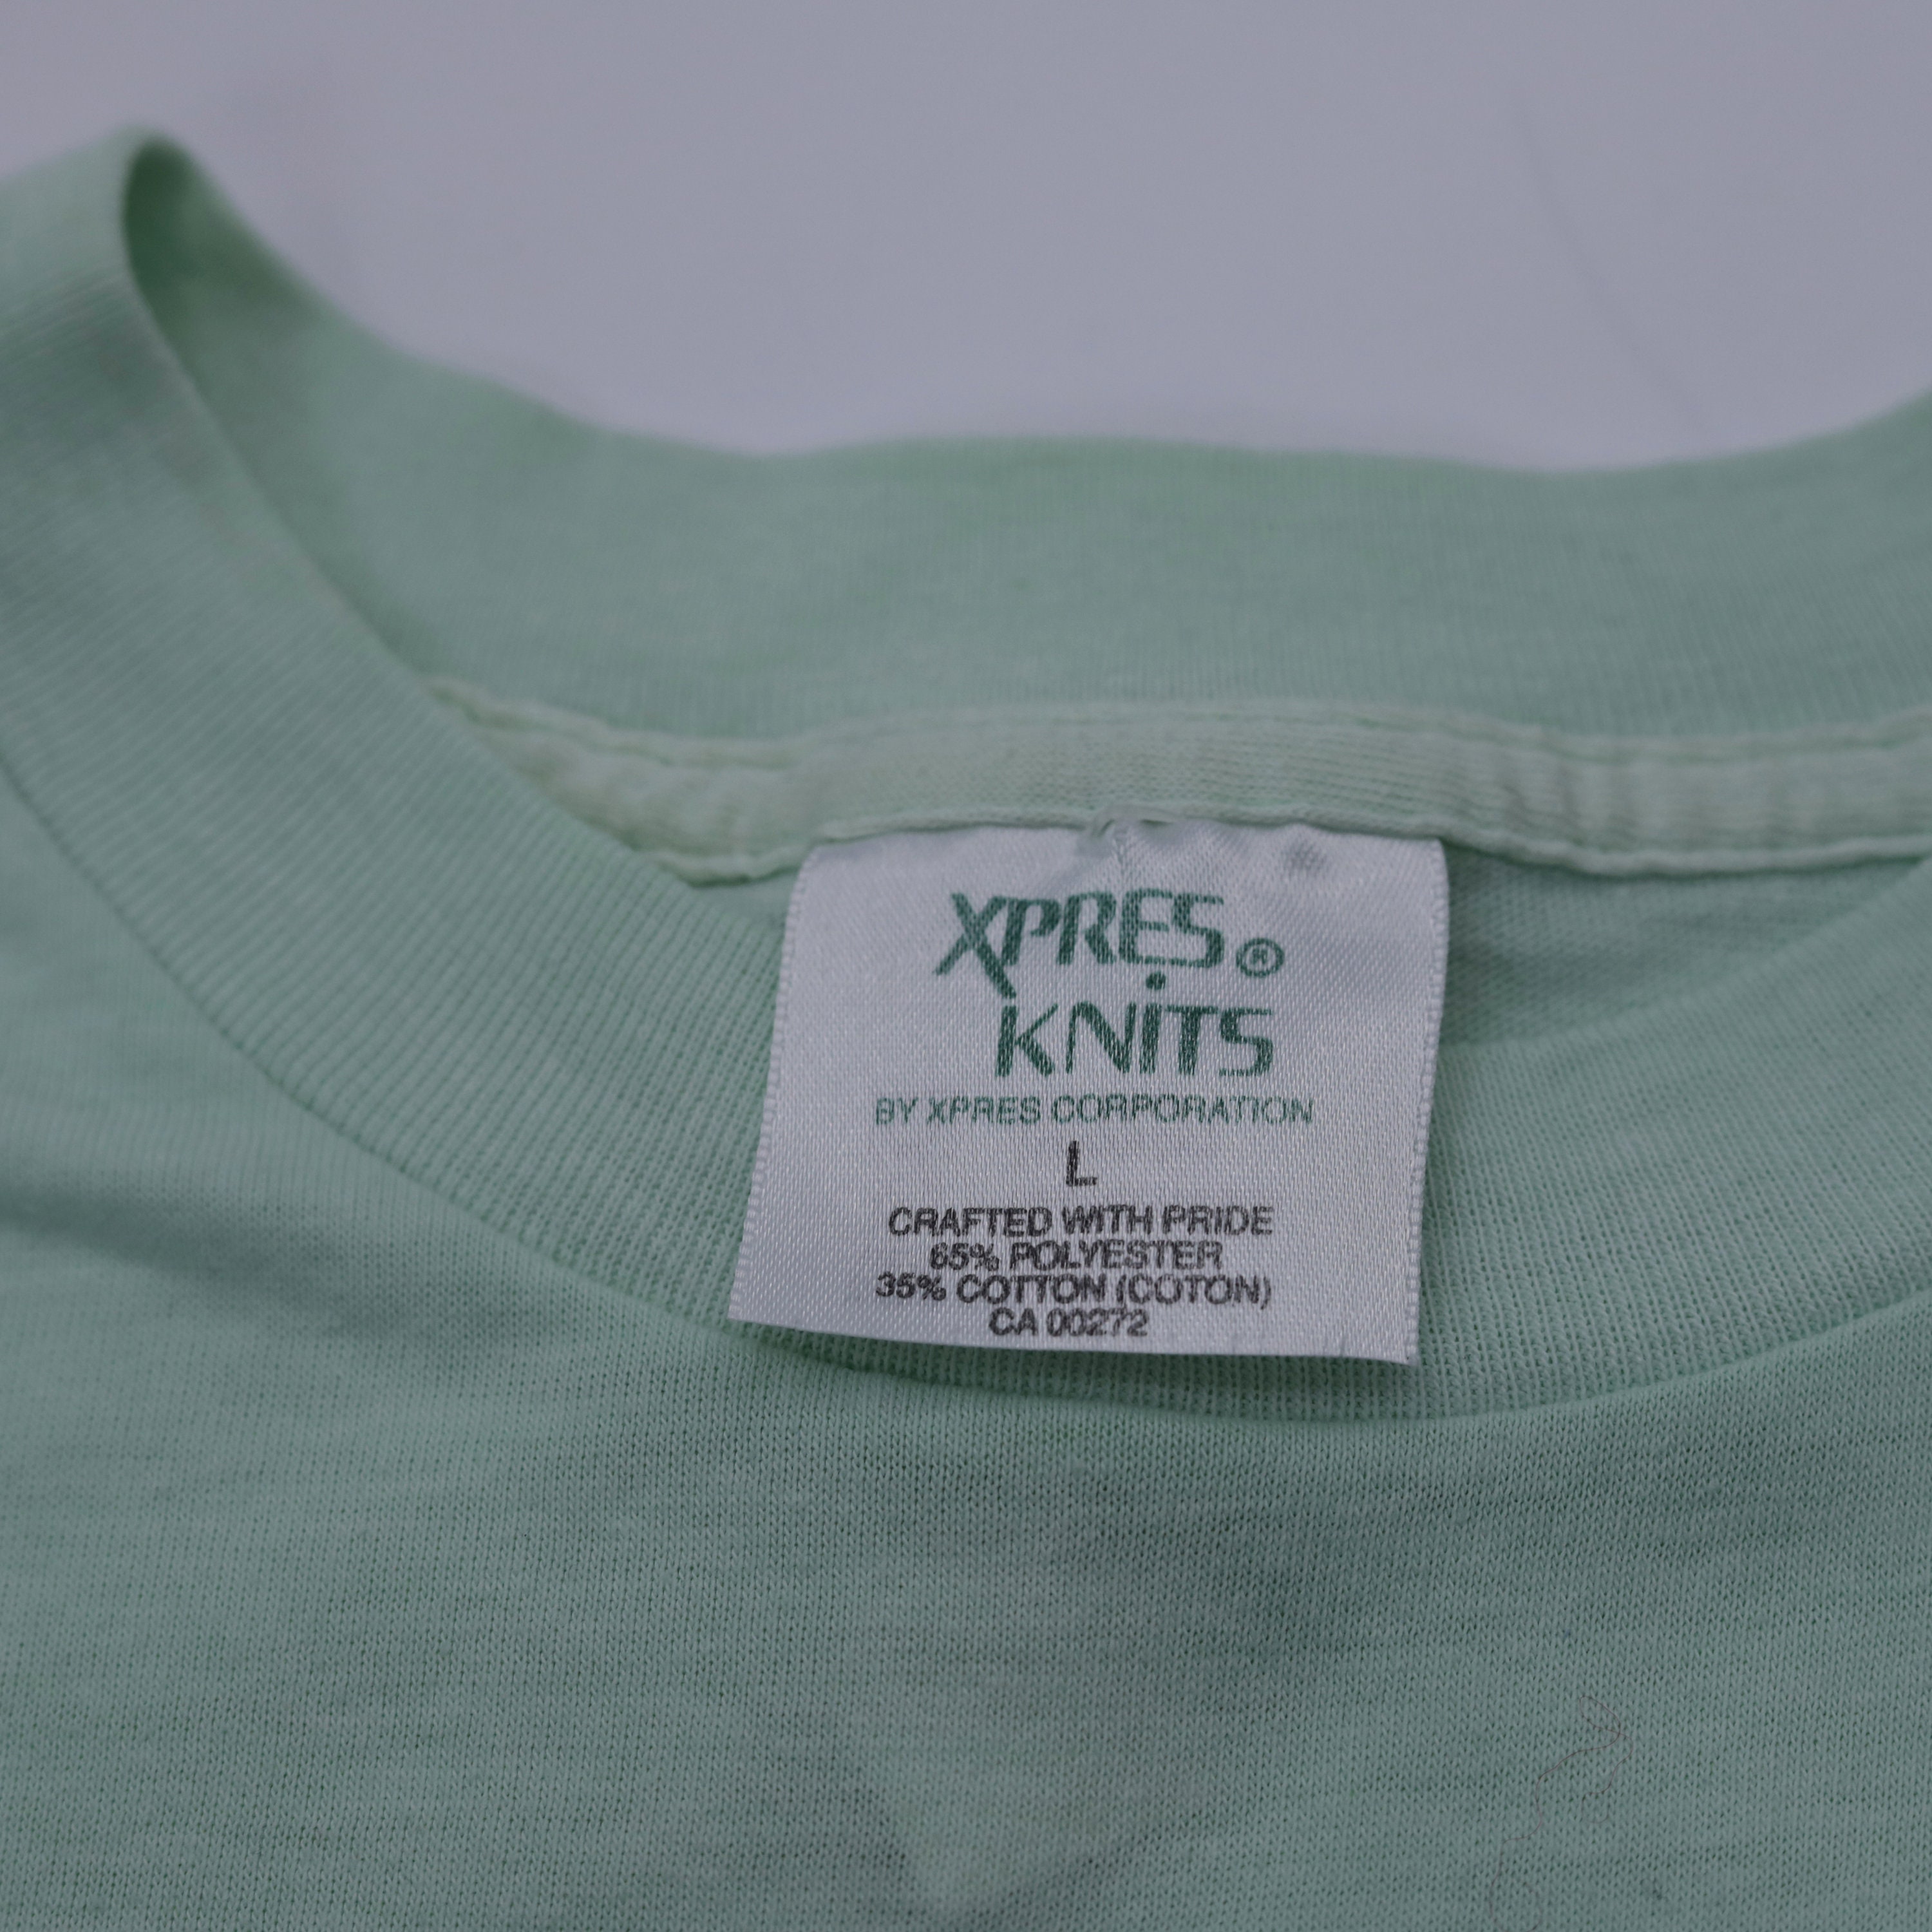 XPRES®
KNITS
BY XPRES CORPORATION
L
CRAFTED WITH PRIDE
65% POLYESTER
35% COTTON (COTON)
CA 00272